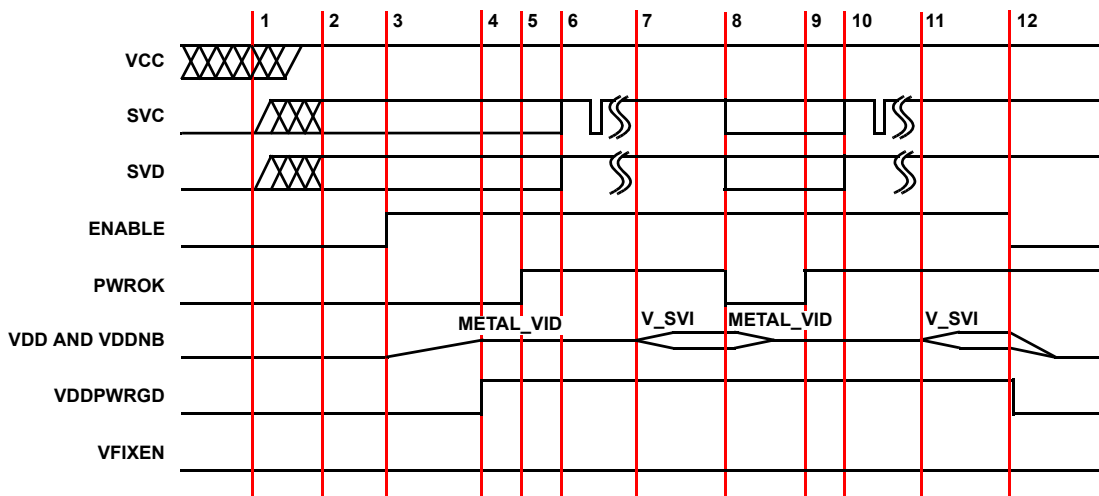 1 2 3 4 5 6 7 8 9 10 11 12
VCC
SVC
SVD
ENABLE
PWROK
METAL_VID V_SVI METAL_VID V_SVI
VDD AND VDDNB
VDDPWRGD
VFIXEN